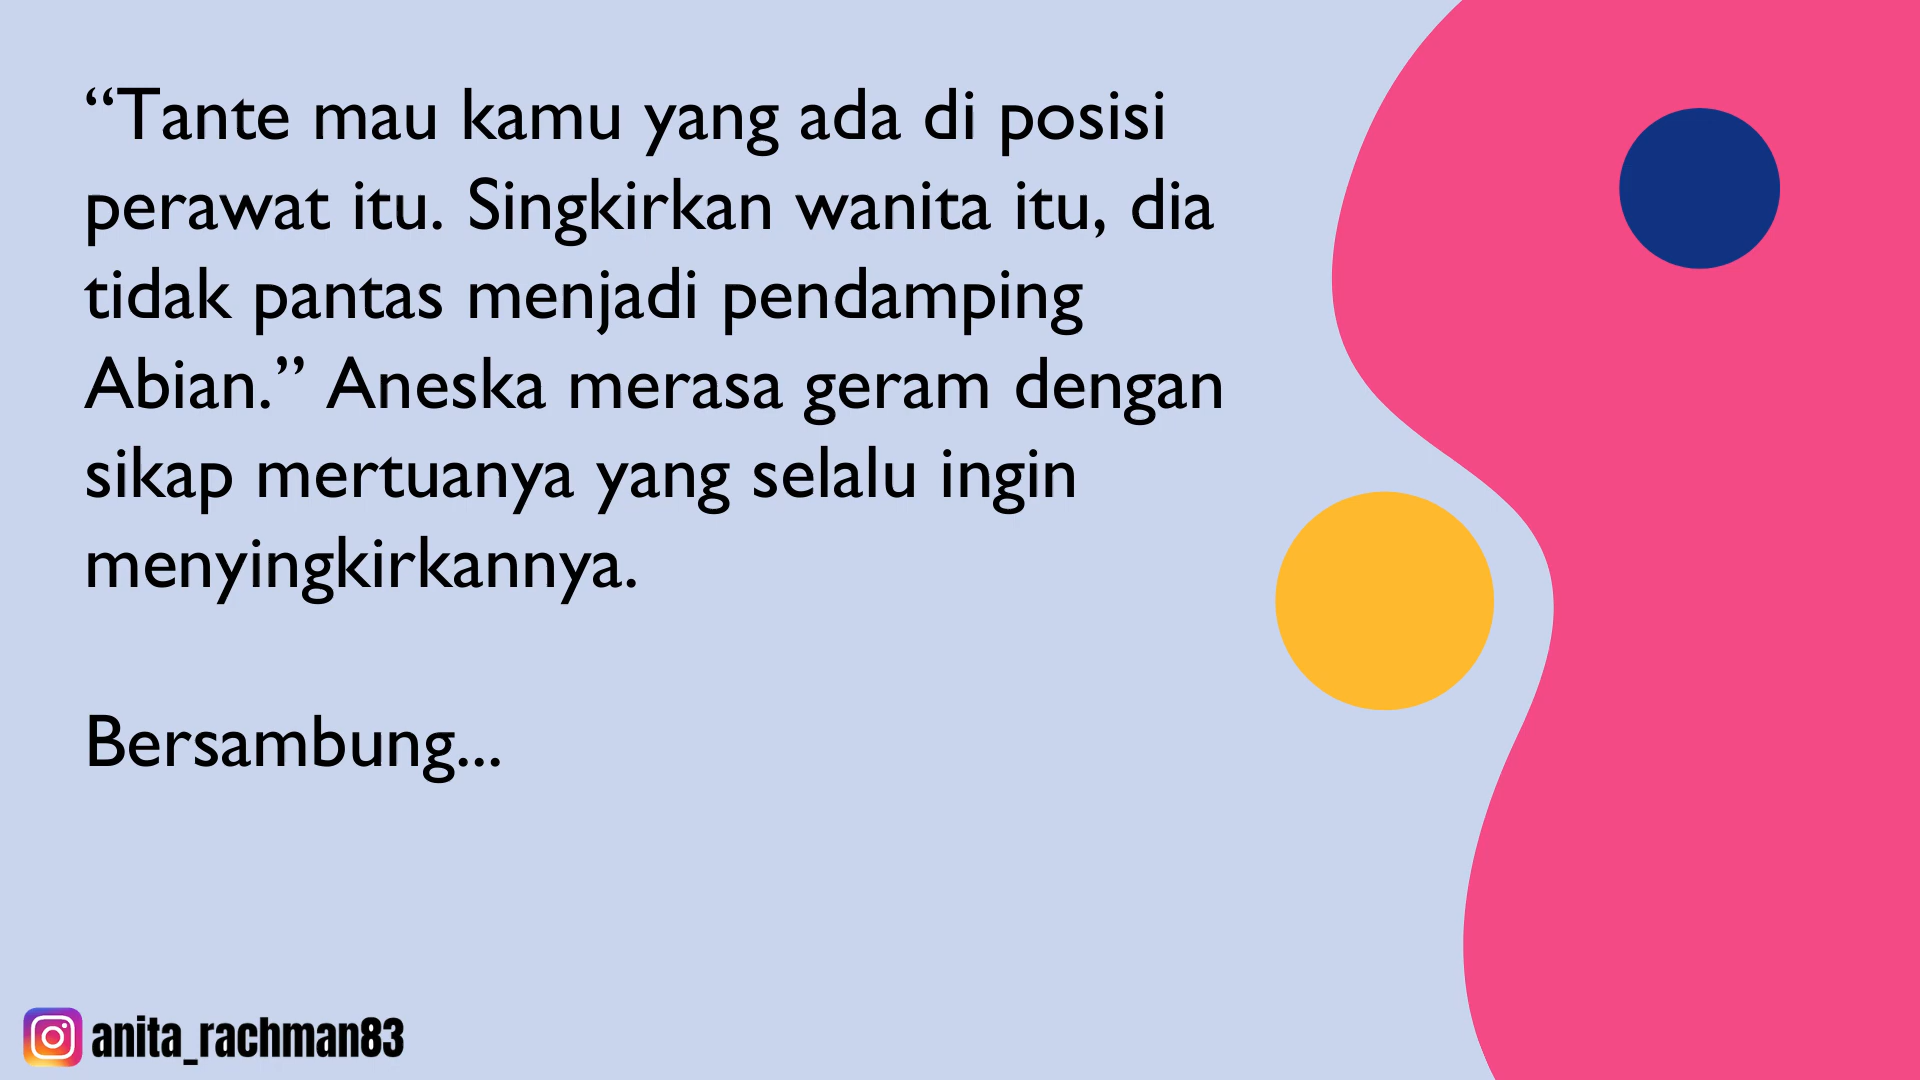 “Tante mau kamu yang ada di posisi
perawat itu. Singkirkan wanita itu, dia
tidak pantas menjadi pendamping
Abian.” Aneska merasa geram dengan
sikap mertuanya yang selalu ingin
menyingkirkannya.
Bersambung...
anita_rachman83